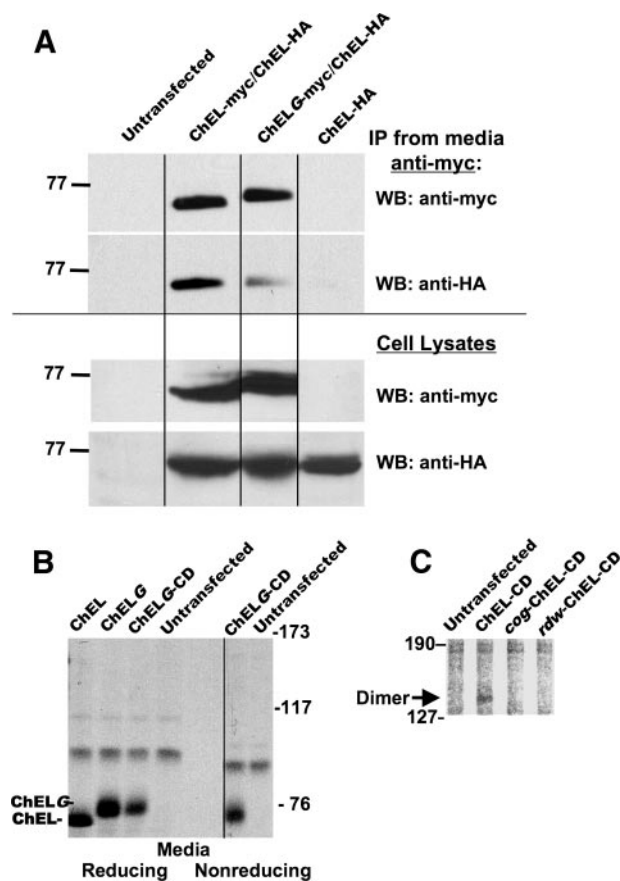 A
Untransfected
ChEL-myc/ChEL-HA
ChELG-myc/ChEL-HA
ChEL-HA
IP from media
anti-myc:
77
WB: anti-myc
77
WB: anti-HA
Cell Lysates
77
WB: anti-myc
77
WB: anti-HA
B
ChEL
ChELG
ChELG-CD
Untransfected
ChELG-CD
Untransfected
-173
-117
- 76
ChELG-
ChEL-
Media
Reducing
Nonreducing
C
Untransfected
ChEL-CD
cog-ChEL-CD
rdw-ChEL-CD
190-
Dimer
127-